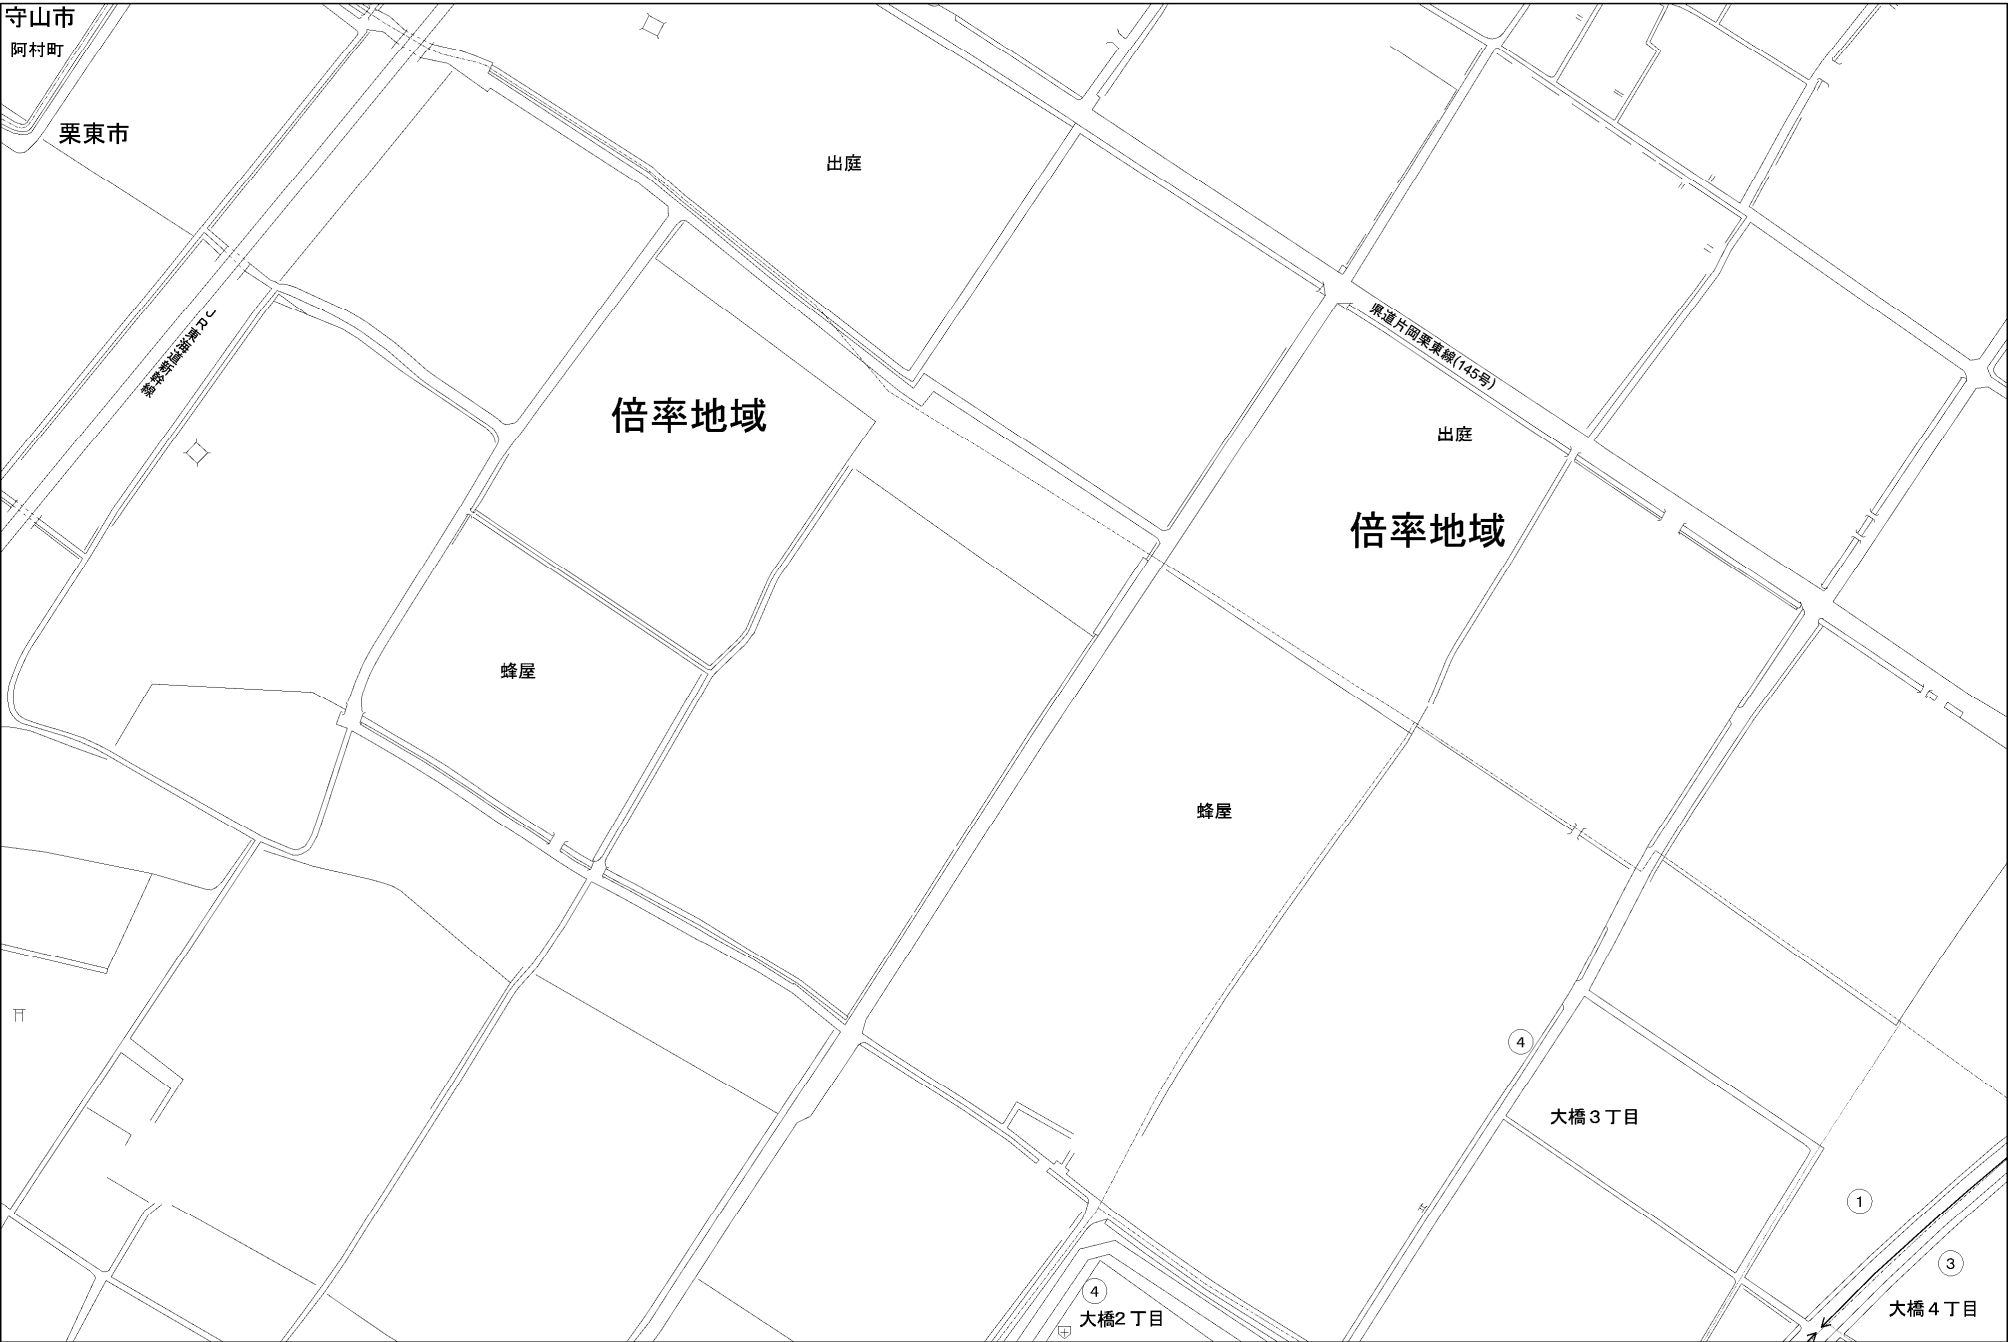 守山市
阿村町
栗東市
出庭
県道片岡栗東線(145号)
JR東海道新幹線
倍率地域
出庭
倍率地域
蜂屋
蜂屋
4
大橋3丁目
1
3
4
大橋2丁目
大橋4丁目